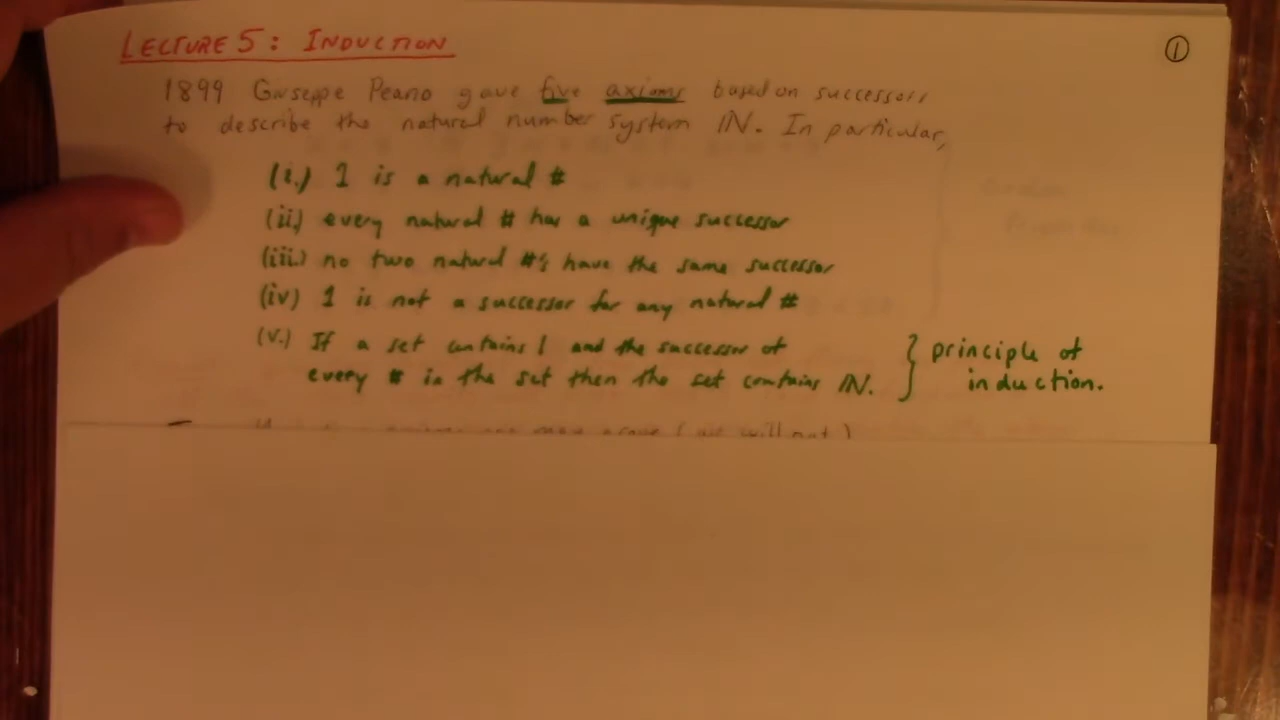 LECTURE 5: INDUCTION
①
1899 Giuseppe Peano gave five axioms based on successors
to describe the natural number system ℕ. In particular,
(i.) 1 is a natural #
(ii) every natural # has a unique successor
(iii.) no two natural #'s have the same successor
(iv) 1 is not a successor for any natural #
(v.) If a set contains 1 and the successor of
every # in the set then the set contains ℕ.
} principle of
induction.